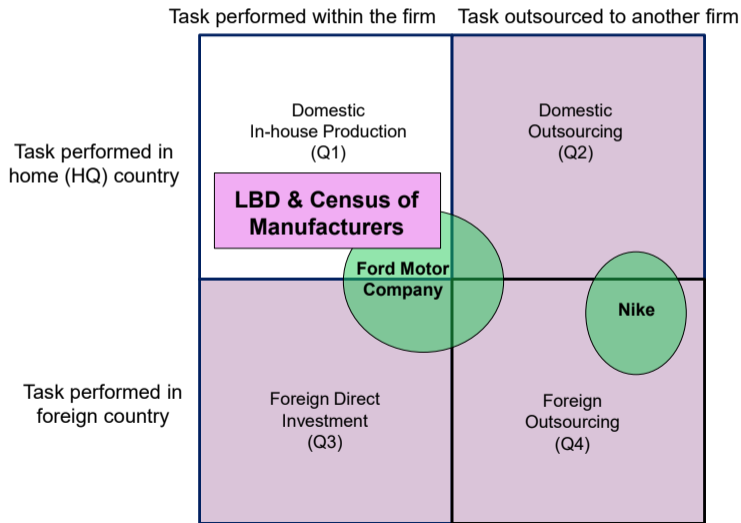 Task performed within the firm
Task outsourced to another firm
Task performed in
home (HQ) country
Domestic
In-house Production
(Q1)
Domestic
Outsourcing
(Q2)
LBD & Census of
Manufacturers
Ford Motor
Company
Nike
Task performed in
foreign country
Foreign Direct
Investment
(Q3)
Foreign
Outsourcing
(Q4)